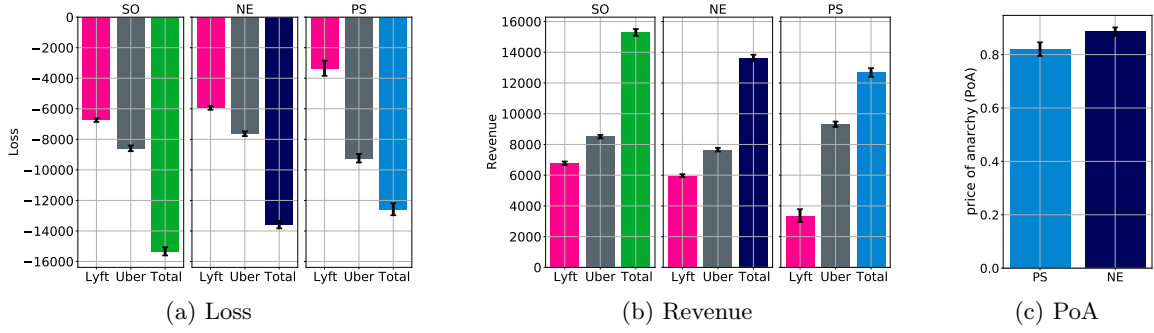 SO NE PS
0
−2000
−4000
−6000
−8000
−10000
−12000
−14000
−16000
Loss
Lyft Uber Total Lyft Uber Total Lyft Uber Total
(a) Loss
SO NE PS
16000
14000
12000
10000
8000
6000
4000
2000
0
Revenue
Lyft Uber Total Lyft Uber Total Lyft Uber Total
(b) Revenue
0.8
0.6
0.4
0.2
0.0
price of anarchy (PoA)
PS NE
(c) PoA